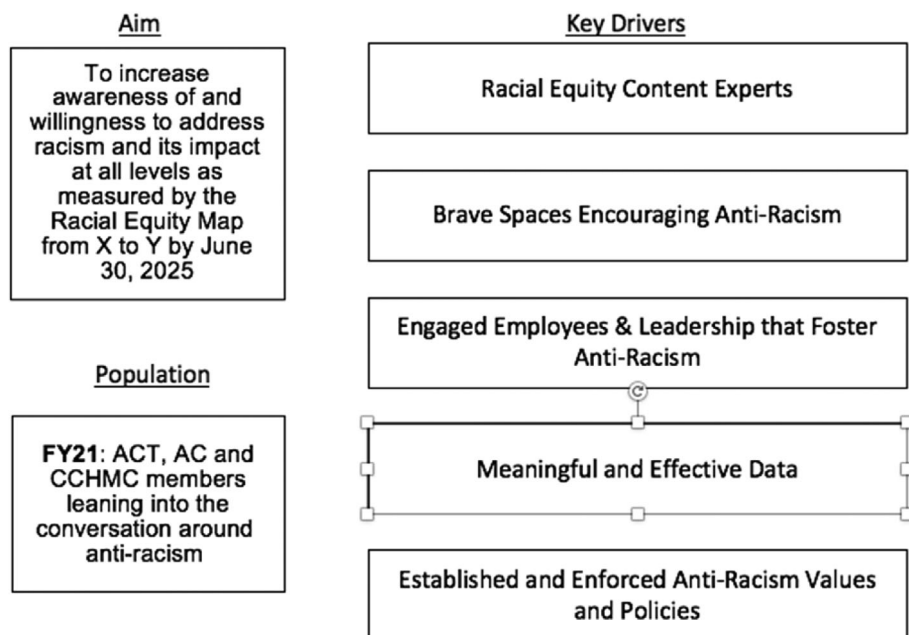 Aim
To increase
awareness of and
willingness to address
racism and its impact
at all levels as
measured by the
Racial Equity Map
from X to Y by June
30, 2025
Population
FY21: ACT, AC and
CCHMC members
leaning into the
conversation around
anti-racism
Key Drivers
Racial Equity Content Experts
Brave Spaces Encouraging Anti-Racism
Engaged Employees & Leadership that Foster
Anti-Racism
Meaningful and Effective Data
Established and Enforced Anti-Racism Values
and Policies